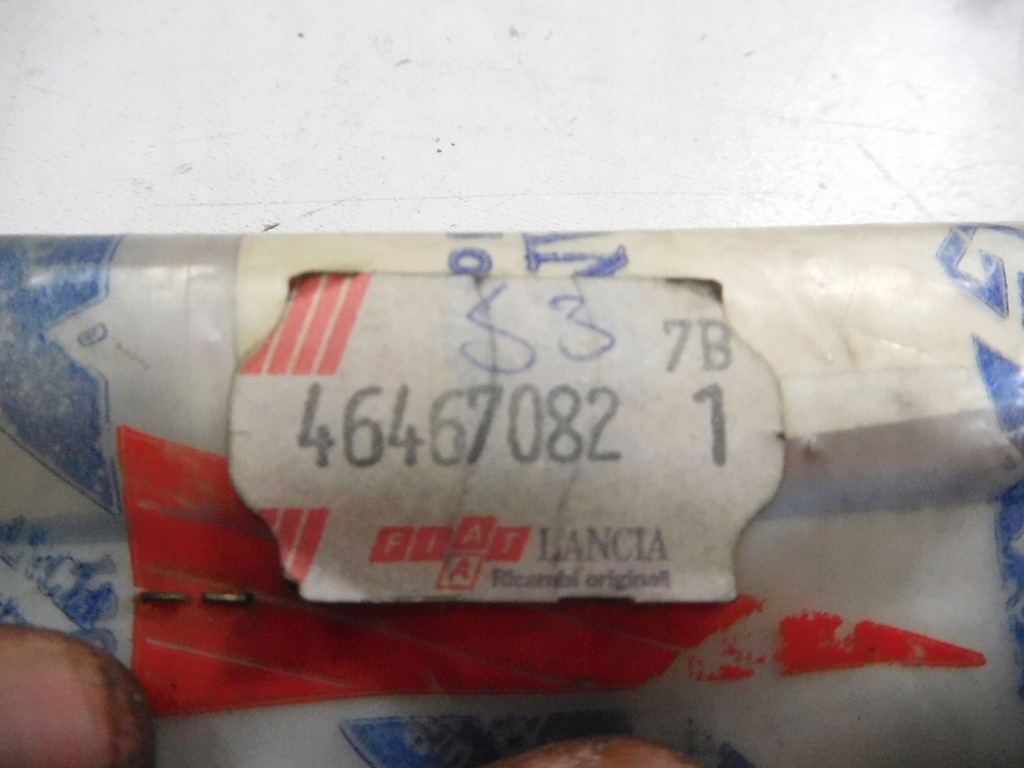 83
7B
46467082 1
FIAT LANCIA
A
Ricambi originali